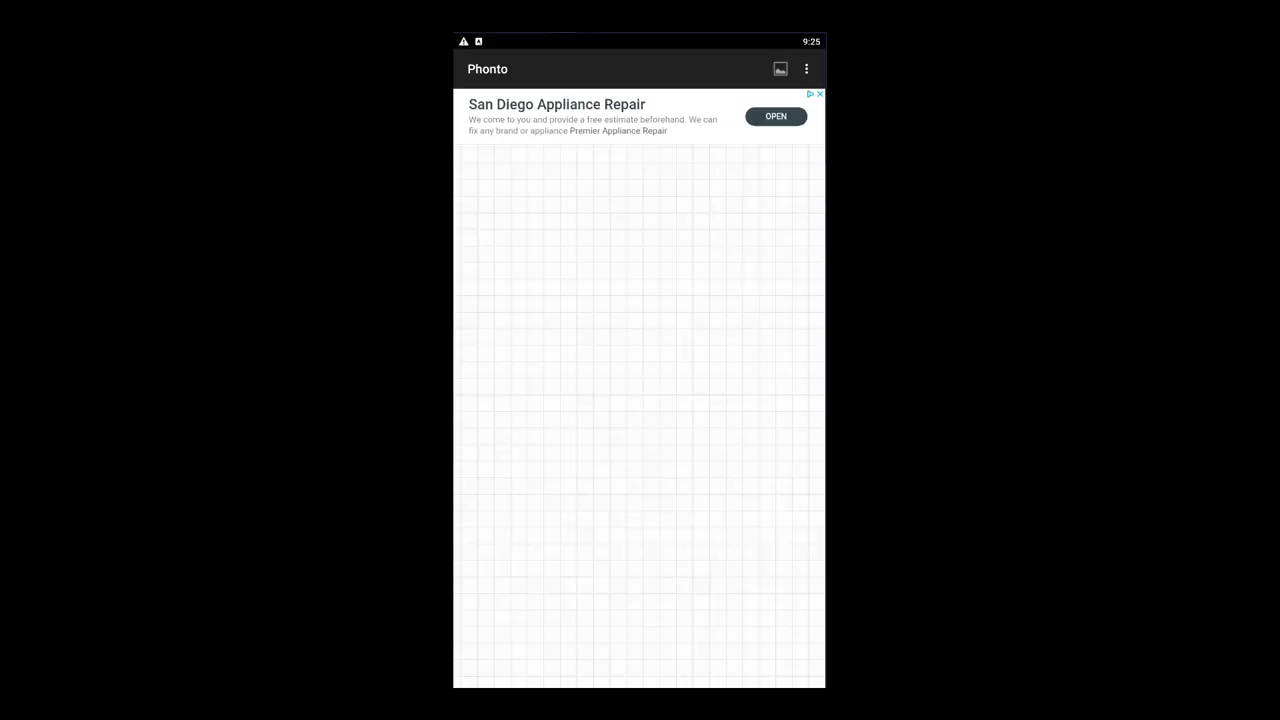 9:25
Phonto
San Diego Appliance Repair
We come to you and provide a free estimate beforehand. We can
fix any brand or appliance Premier Appliance Repair
OPEN